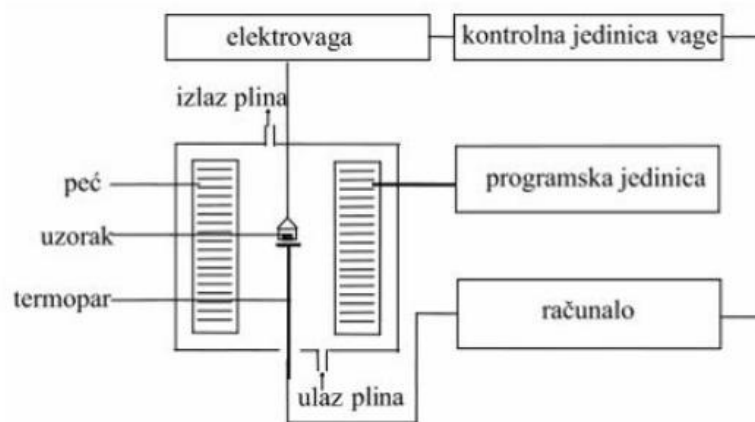 elektrovaga
kontrolna jedinica vage
izlaz plina
peć
programska jedinica
uzorak
termopar
računalo
ulaz plina